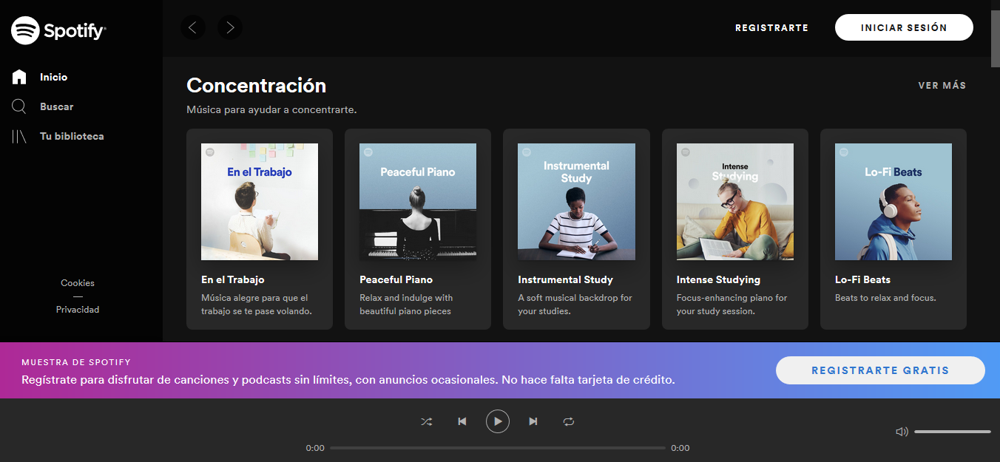 Spotify®
REGISTRARTE
INICIAR SESIÓN
Inicio
Buscar
Tu biblioteca
Cookies
—
Privacidad
Concentración
VER MÁS
Música para ayudar a concentrarte.
En el Trabajo
En el Trabajo
Música alegre para que el
trabajo se te pase volando.
Peaceful Piano
Peaceful Piano
Relax and indulge with
beautiful piano pieces
Instrumental
Study
Instrumental Study
A soft musical backdrop for
your studies.
Intense
Studying
Intense Studying
Focus-enhancing piano for
your study session.
Lo-Fi Beats
Lo-Fi Beats
Beats to relax and focus.
MUESTRA DE SPOTIFY
Regístrate para disfrutar de canciones y podcasts sin límites, con anuncios ocasionales. No hace falta tarjeta de crédito.
REGISTRARTE GRATIS
0:00
0:00